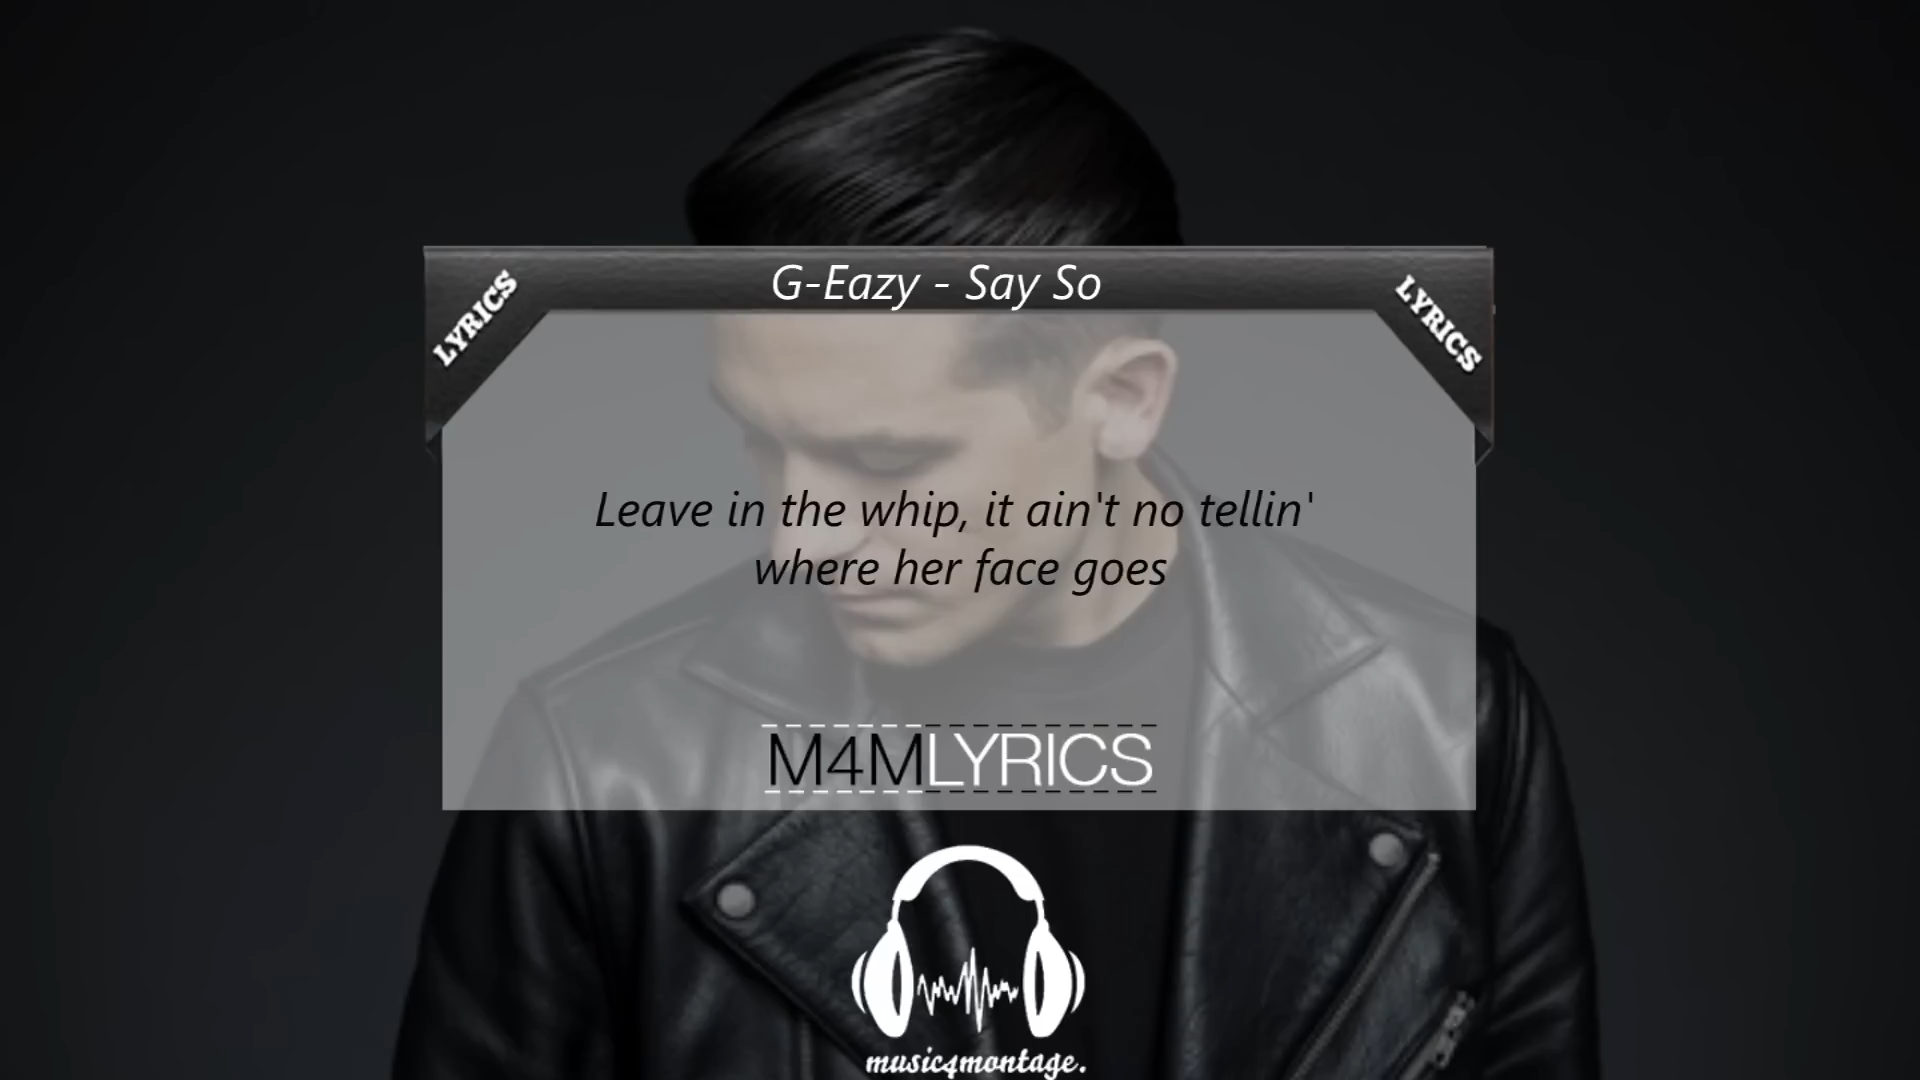 G-Eazy - Say So
LYRICS
LYRICS
Leave in the whip, it ain't no tellin'
where her face goes
M4MLYRICS
music4montage.